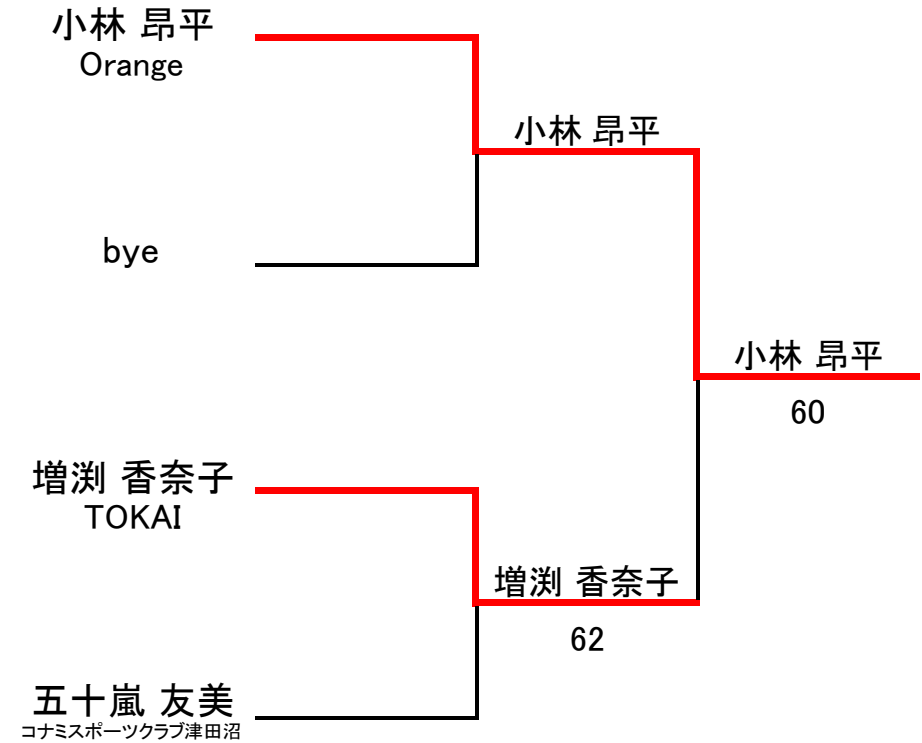 小林 昂平
Orange
小林 昂平
bye
小林 昂平
60
増渕 香奈子
TOKAI
増渕 香奈子
62
五十嵐 友美
コナミスポーツクラブ津田沼